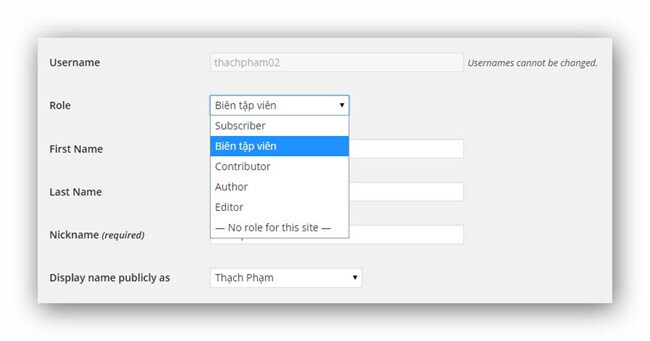 Username thachpham02 Usernames cannot be changed.
Role Biên tập viên
Subscriber
Biên tập viên
First Name
Contributor
Author
Last Name
Editor
— No role for this site —
Nickname (required)
Display name publicly as Thạch Phạm